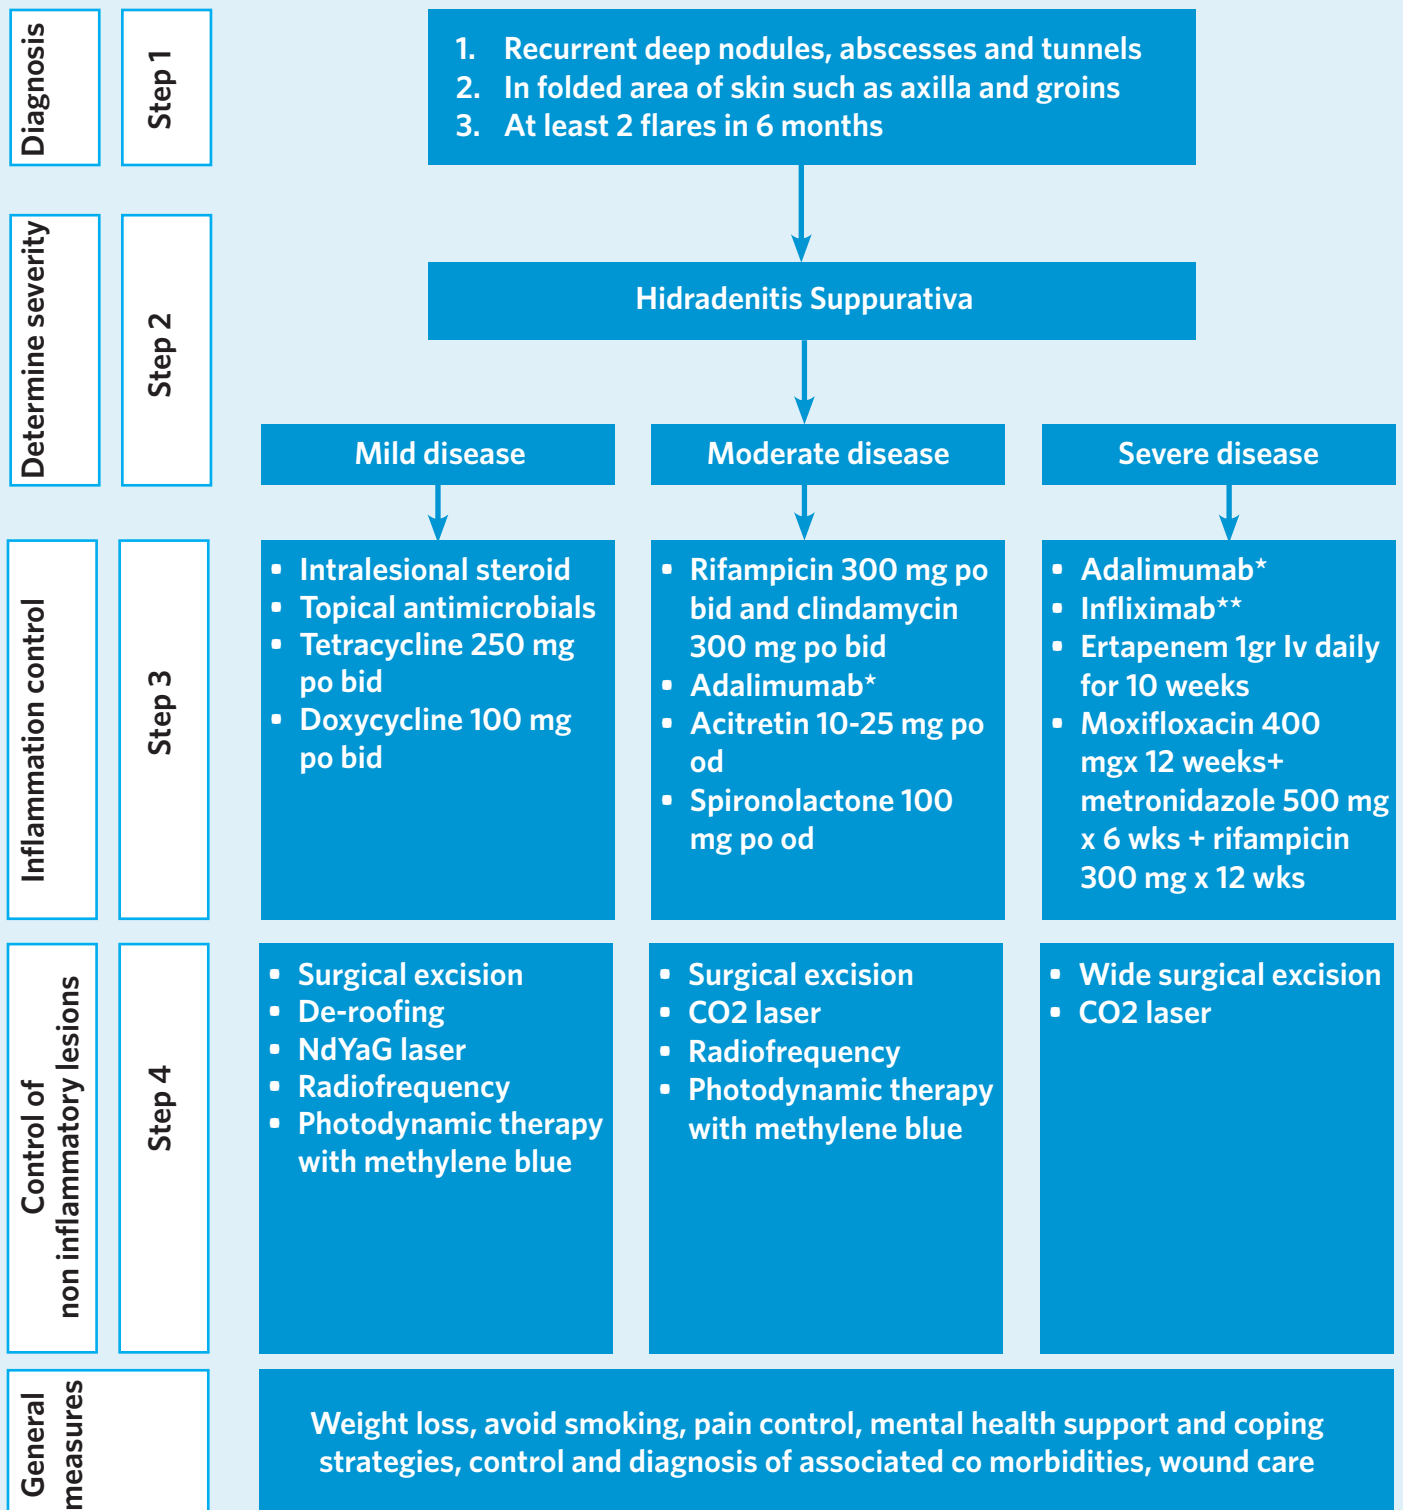 Diagnosis
Step 1
1. Recurrent deep nodules, abscesses and tunnels
2. In folded area of skin such as axilla and groins
3. At least 2 flares in 6 months
Determine severity
Step 2
Hidradenitis Suppurativa
Mild disease
Moderate disease
Severe disease
Inflammation control
Step 3
▪ Intralesional steroid
▪ Topical antimicrobials
▪ Tetracycline 250 mg
po bid
▪ Doxycycline 100 mg
po bid
▪ Rifampicin 300 mg po
bid and clindamycin
300 mg po bid
▪ Adalimumab*
▪ Acitretin 10-25 mg po
od
▪ Spironolactone 100
mg po od
▪ Adalimumab*
▪ Infliximab**
▪ Ertapenem 1gr Iv daily
for 10 weeks
▪ Moxifloxacin 400
mgx 12 weeks+
metronidazole 500 mg
x 6 wks + rifampicin
300 mg x 12 wks
Control of
non inflammatory lesions
Step 4
▪ Surgical excision
▪ De-roofing
▪ NdYaG laser
▪ Radiofrequency
▪ Photodynamic therapy
with methylene blue
▪ Surgical excision
▪ CO2 laser
▪ Radiofrequency
▪ Photodynamic therapy
with methylene blue
▪ Wide surgical excision
▪ CO2 laser
General
measures
Weight loss, avoid smoking, pain control, mental health support and coping
strategies, control and diagnosis of associated co morbidities, wound care